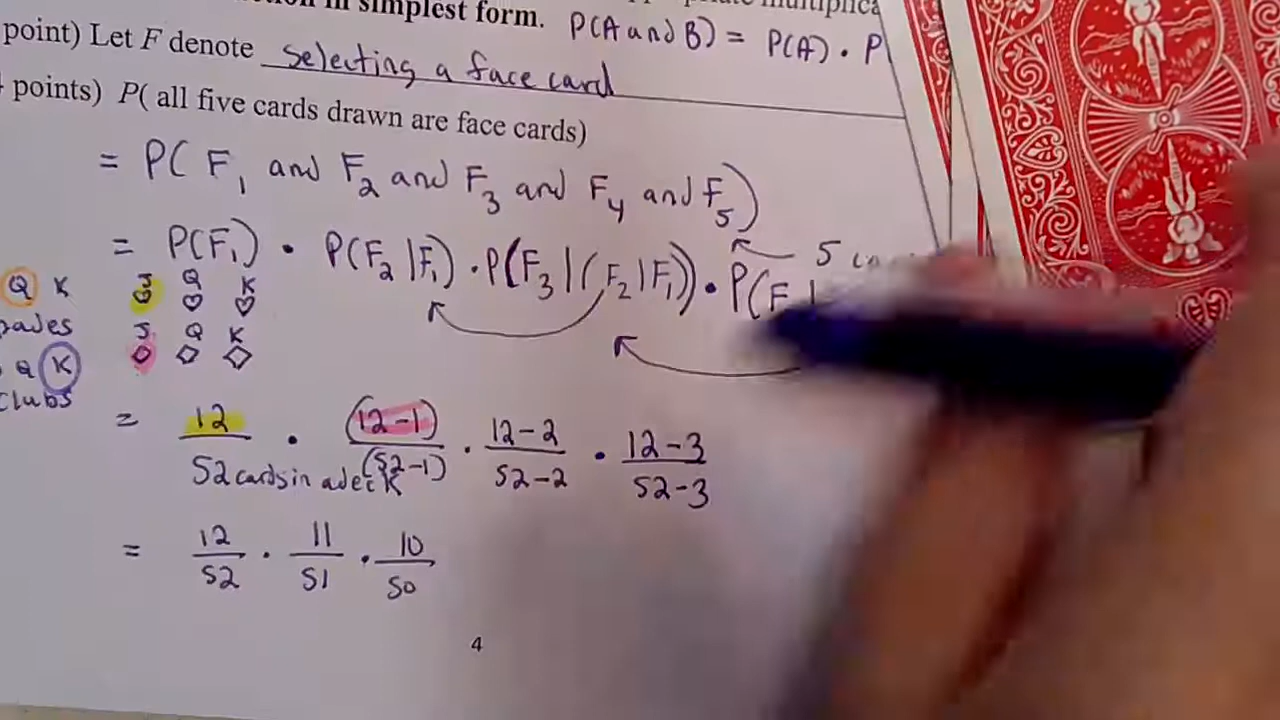 in simplest form. P(A and B) = P(A) · P
point) Let F denote selecting a face card
points) P( all five cards drawn are face cards)
= P( F1 and F2 and F3 and F4 and F5)
= P(F1) · P(F2 |F1) · P(F3 | (F2 | F1)) · P(F
5
Q K J Q K
J Q K
Q K
clubs
= 12/52 cards in a deck · (12-1)/(52-1) · 12-2/52-2 · 12-3/52-3
= 12/52 · 11/51 · 10/50
4